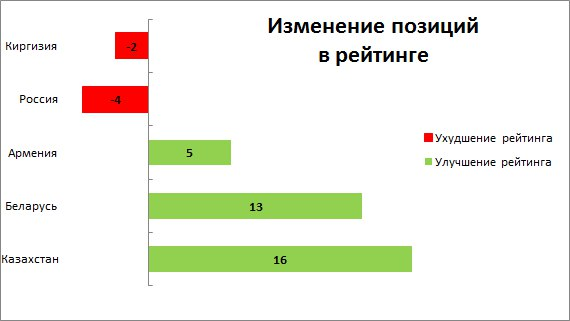 Изменение позиций
в рейтинге
Киргизия
-2
Россия
-4
Армения
5
Беларусь
13
Казахстан
16
Ухудшение рейтинга
Улучшение рейтинга